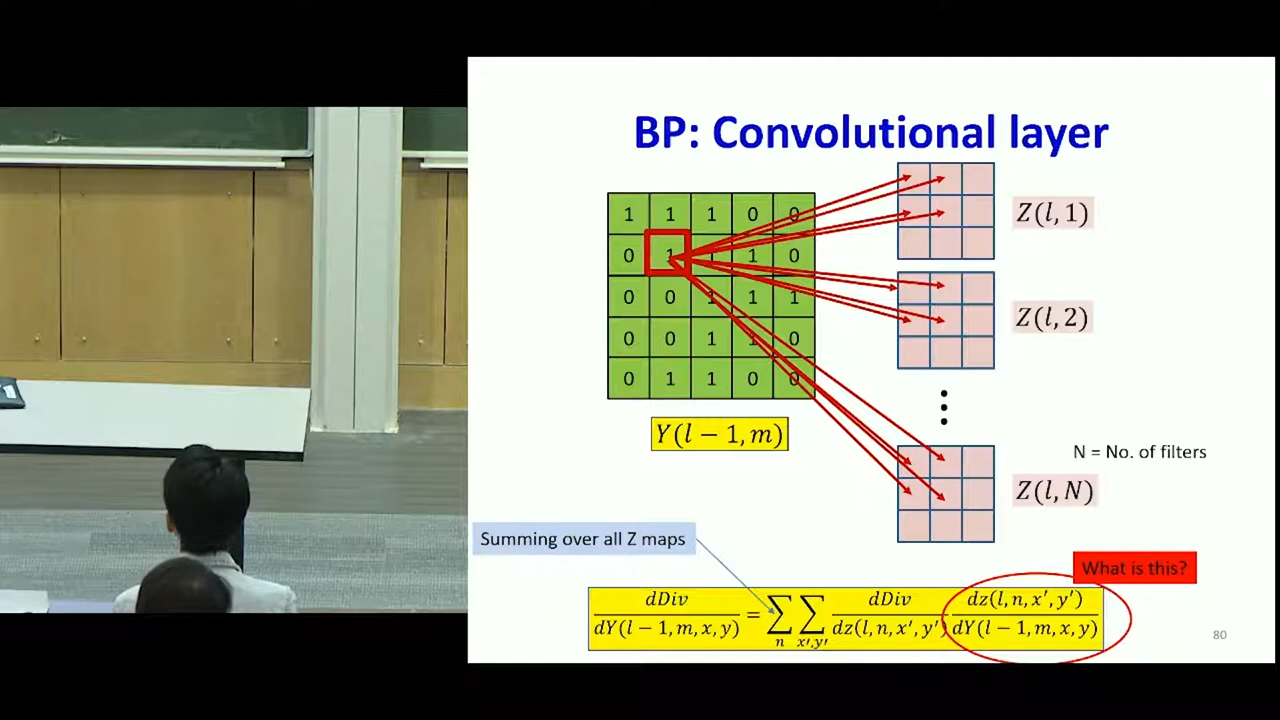 BP: Convolutional layer
1 1 1 0 0
0 1 1 1 0
0 0 1 1 1
0 0 1 1 0
0 1 1 0 0
Y(l − 1, m)
Z(l, 1)
Z(l, 2)
⋮
N = No. of filters
Z(l, N)
Summing over all Z maps
What is this?
dDiv/dY(l − 1, m, x, y) = ∑_n ∑_{x′,y′} dDiv/dz(l, n, x′, y′) dz(l, n, x′, y′)/dY(l − 1, m, x, y)
80